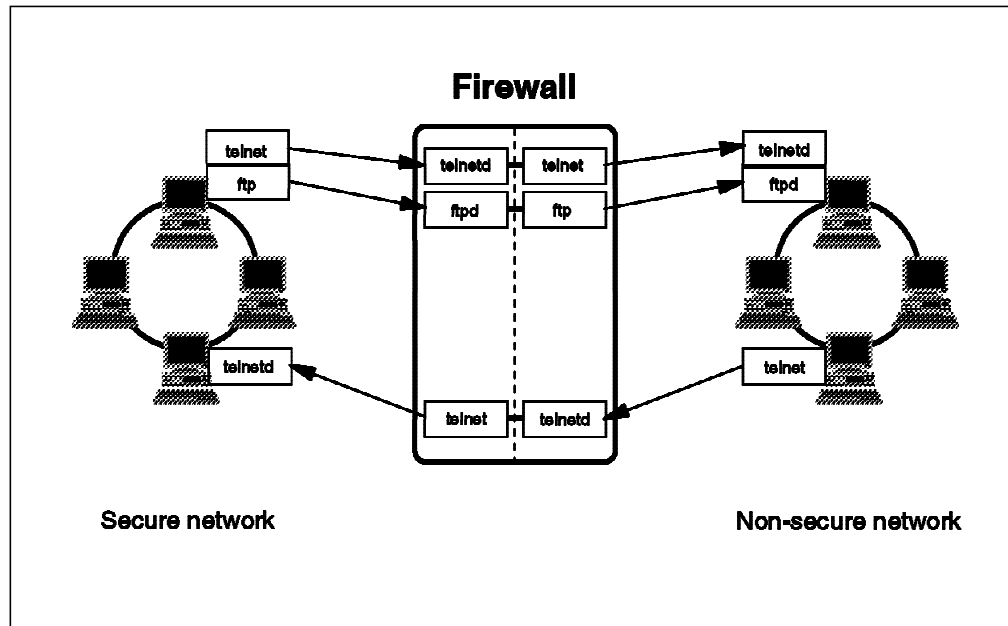 Firewall
telnet
telnetd
telnet
telnetd
ftp
ftpd
ftp
ftpd
telnetd
telnet
telnet
telnetd
Secure network
Non-secure network